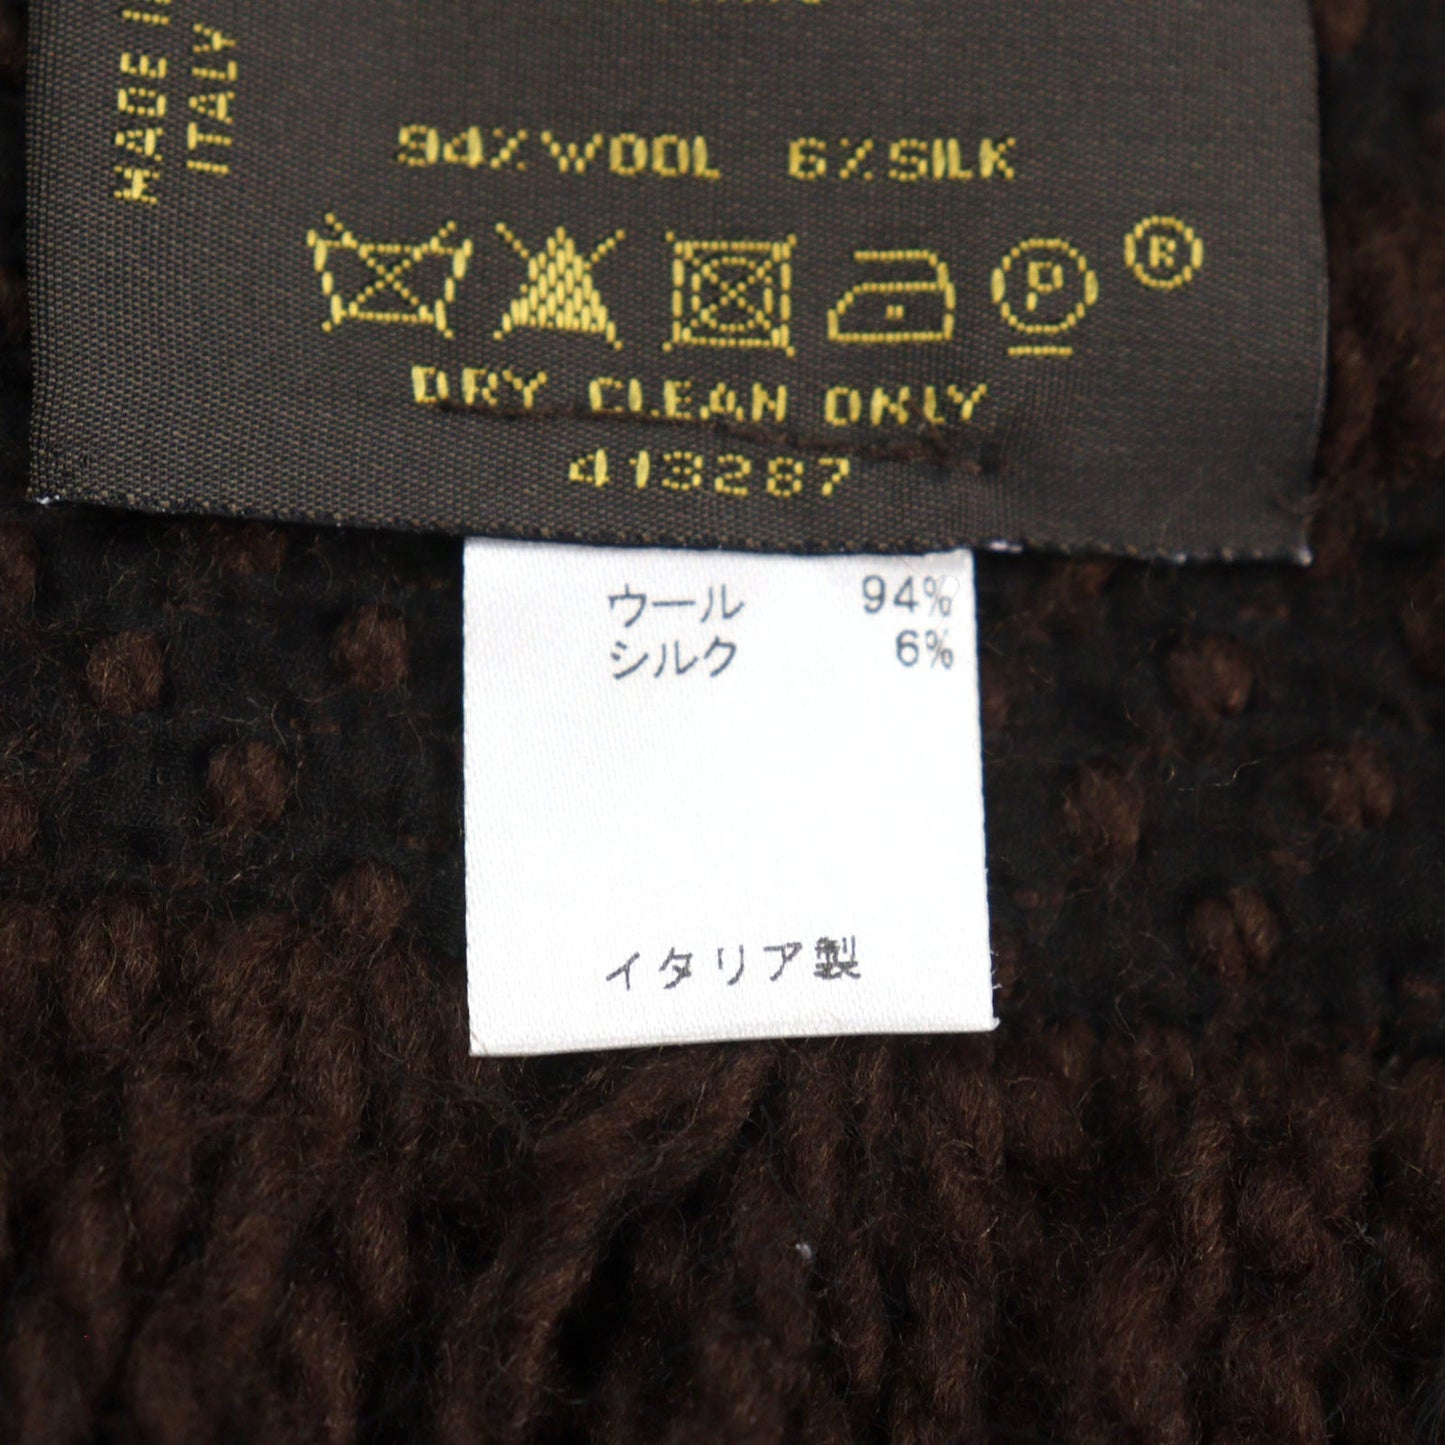 MADE IN
ITALY
94% WOOL 6% SILK
P
®
DRY CLEAN ONLY
413287
ウール 94%
シルク 6%
イタリア製